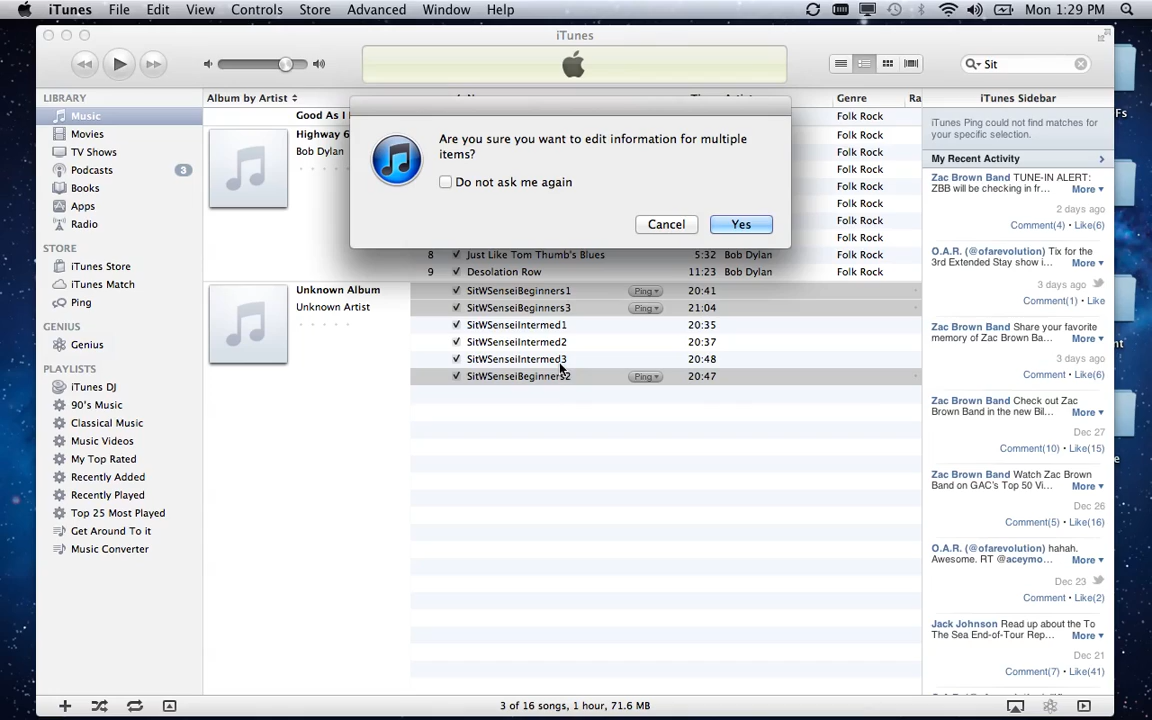 iTunes File Edit View Controls Store Advanced Window Help Mon 1:29 PM
iTunes
Sit
LIBRARY
Music
Movies
TV Shows
Podcasts 3
Books
Apps
Radio
STORE
iTunes Store
iTunes Match
Ping
GENIUS
Genius
PLAYLISTS
iTunes DJ
90's Music
Classical Music
Music Videos
My Top Rated
Recently Added
Recently Played
Top 25 Most Played
Get Around To it
Music Converter
Album by Artist Genre Ra
Good As I Folk Rock
Highway 6 Folk Rock
Bob Dylan Folk Rock
Folk Rock
Folk Rock
Folk Rock
Folk Rock
Folk Rock
Are you sure you want to edit information for multiple
items?
Do not ask me again
Cancel Yes
8 Just Like Tom Thumb's Blues 5:32 Bob Dylan Folk Rock
9 Desolation Row 11:23 Bob Dylan Folk Rock
Unknown Album
Unknown Artist
SitWSenseiBeginners1 Ping 20:41
SitWSenseiBeginners3 Ping 21:04
SitWSenseiIntermed1 20:35
SitWSenseiIntermed2 20:37
SitWSenseiIntermed3 20:48
SitWSenseiBeginners2 Ping 20:47
iTunes Sidebar
iTunes Ping could not find matches for
your specific selection.
My Recent Activity
Zac Brown Band TUNE-IN ALERT:
ZBB will be checking in fr... More
2 days ago
Comment(4) • Like(6)
O.A.R. (@ofarevolution) Tix for the
3rd Extended Stay show i... More
3 days ago
Comment(1) • Like
Zac Brown Band Share your favorite
memory of Zac Brown Ba... More
3 days ago
Comment • Like(6)
Zac Brown Band Check out Zac
Brown Band in the new Bil... More
Dec 27
Comment(10) • Like(15)
Zac Brown Band Watch Zac Brown
Band on GAC's Top 50 Vi... More
Dec 26
Comment(5) • Like(16)
O.A.R. (@ofarevolution) hahah.
Awesome. RT @aceymo... More
Dec 23
Comment • Like(2)
Jack Johnson Read up about the To
The Sea End-of-Tour Rep... More
Dec 21
Comment(7) • Like(41)
3 of 16 songs, 1 hour, 71.6 MB